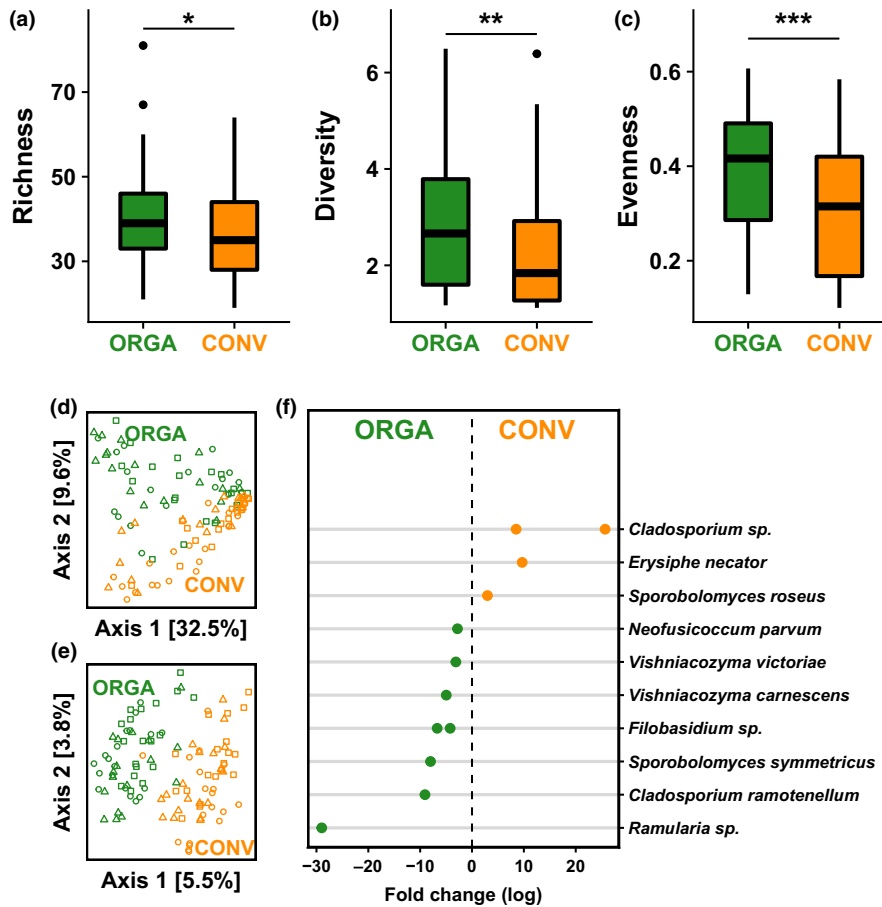 (a)
*
Richness
70
50
30
ORGA CONV
(b)
**
Diversity
6
4
2
ORGA CONV
(c)
***
Evenness
0.6
0.4
0.2
ORGA CONV
(d)
ORGA
CONV
Axis 2 [9.6%]
Axis 1 [32.5%]
(e)
ORGA
CONV
Axis 2 [3.8%]
Axis 1 [5.5%]
(f)
ORGA CONV
Cladosporium sp.
Erysiphe necator
Sporobolomyces roseus
Neofusicoccum parvum
Vishniacozyma victoriae
Vishniacozyma carnescens
Filobasidium sp.
Sporobolomyces symmetricus
Cladosporium ramotenellum
Ramularia sp.
−30 −20 −10 0 10 20
Fold change (log)